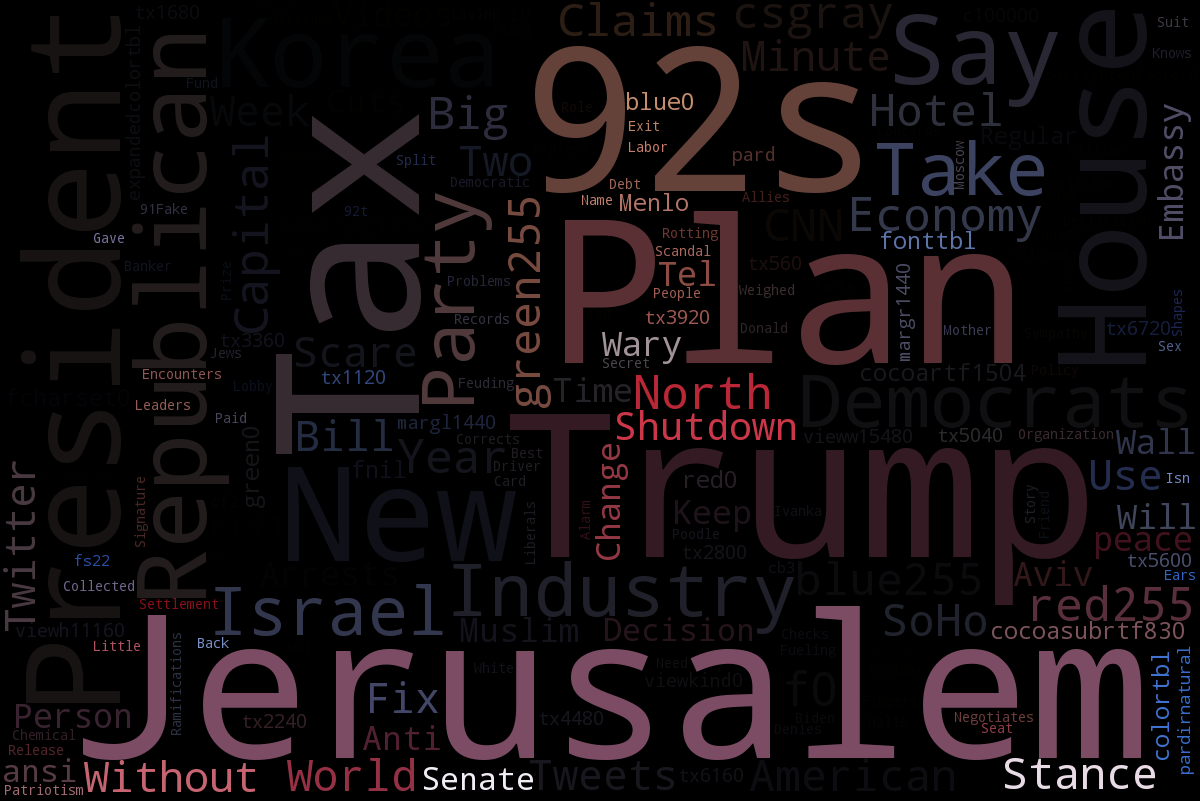 tx1680
Videos
Claims
csgray
c100000
Suit
President
Republican
Korea
92s
Minute
Say
House
Knows
expandedcolortbl
Fund
Week
Cuts
Big
Role
blue0
Hotel
Exit
Regular
Embassy
Tax
Capital
Split
Two
Labor
pard
Take
Moscow
Democratic
Debt
Allies
91Fake
92t
Party
green255
Name
Menlo
CNN
Economy
Gave
Plan
Rotting
fonttbl
Banker
Prize
Problems
Scandal
Tel
tx560
margr1440
People
Weighed
Shapes
Records
tx3920
Donald
Mother
Sympathy
tx6720
tx3360
Jews
Scare
Wary
Secret
Sex
Encounters
Lobby
tx1120
Feuding
Time
North
cocoartf1504
Policy
Leaders
Paid
Shutdown
Democrats
margl1440
Bill
Year
Corrects
Trump
vieww15480
tx5040
Organization
Wall
green0
fnil
Best
Driver
Card
New
Change
red0
Use
Isn
Twitter
Signature
Liberals
Alarm
Keep
Ivanka
Story
Friend
Will
Poodle
tx2800
peace
fs22
tx5600
Collected
Arrests
Industry
cb3
blue255
Aviv
Ears
Settlement
Israel
SoHo
red255
viewh11160
Muslim
Decision
Checks
cocoasubrtf830
Little
Ramifications
Back
Jerusalem
Fueling
White
Need
viewkind0
colortbl
pardirnatural
Person
Fix
f0
tx2240
tx4480
Biden
Negotiates
Chemical
Denies
Seat
Release
Anti
ansi
Without
World
Senate
Tweets
tx6160
American
Stance
Patriotism